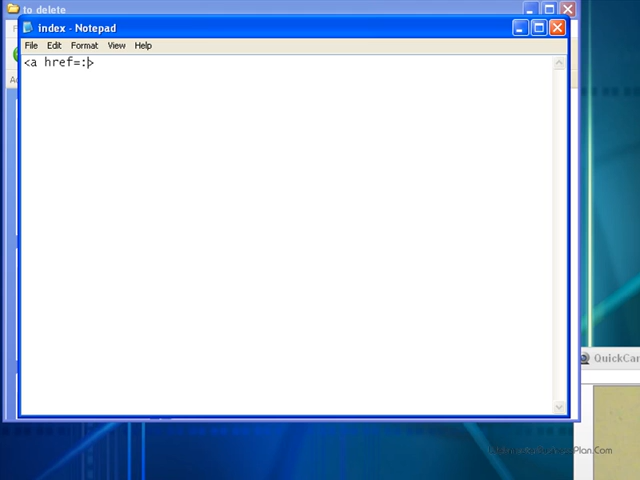 to delete
index - Notepad
File Edit Format View Help
<a href=:>
QuickCam